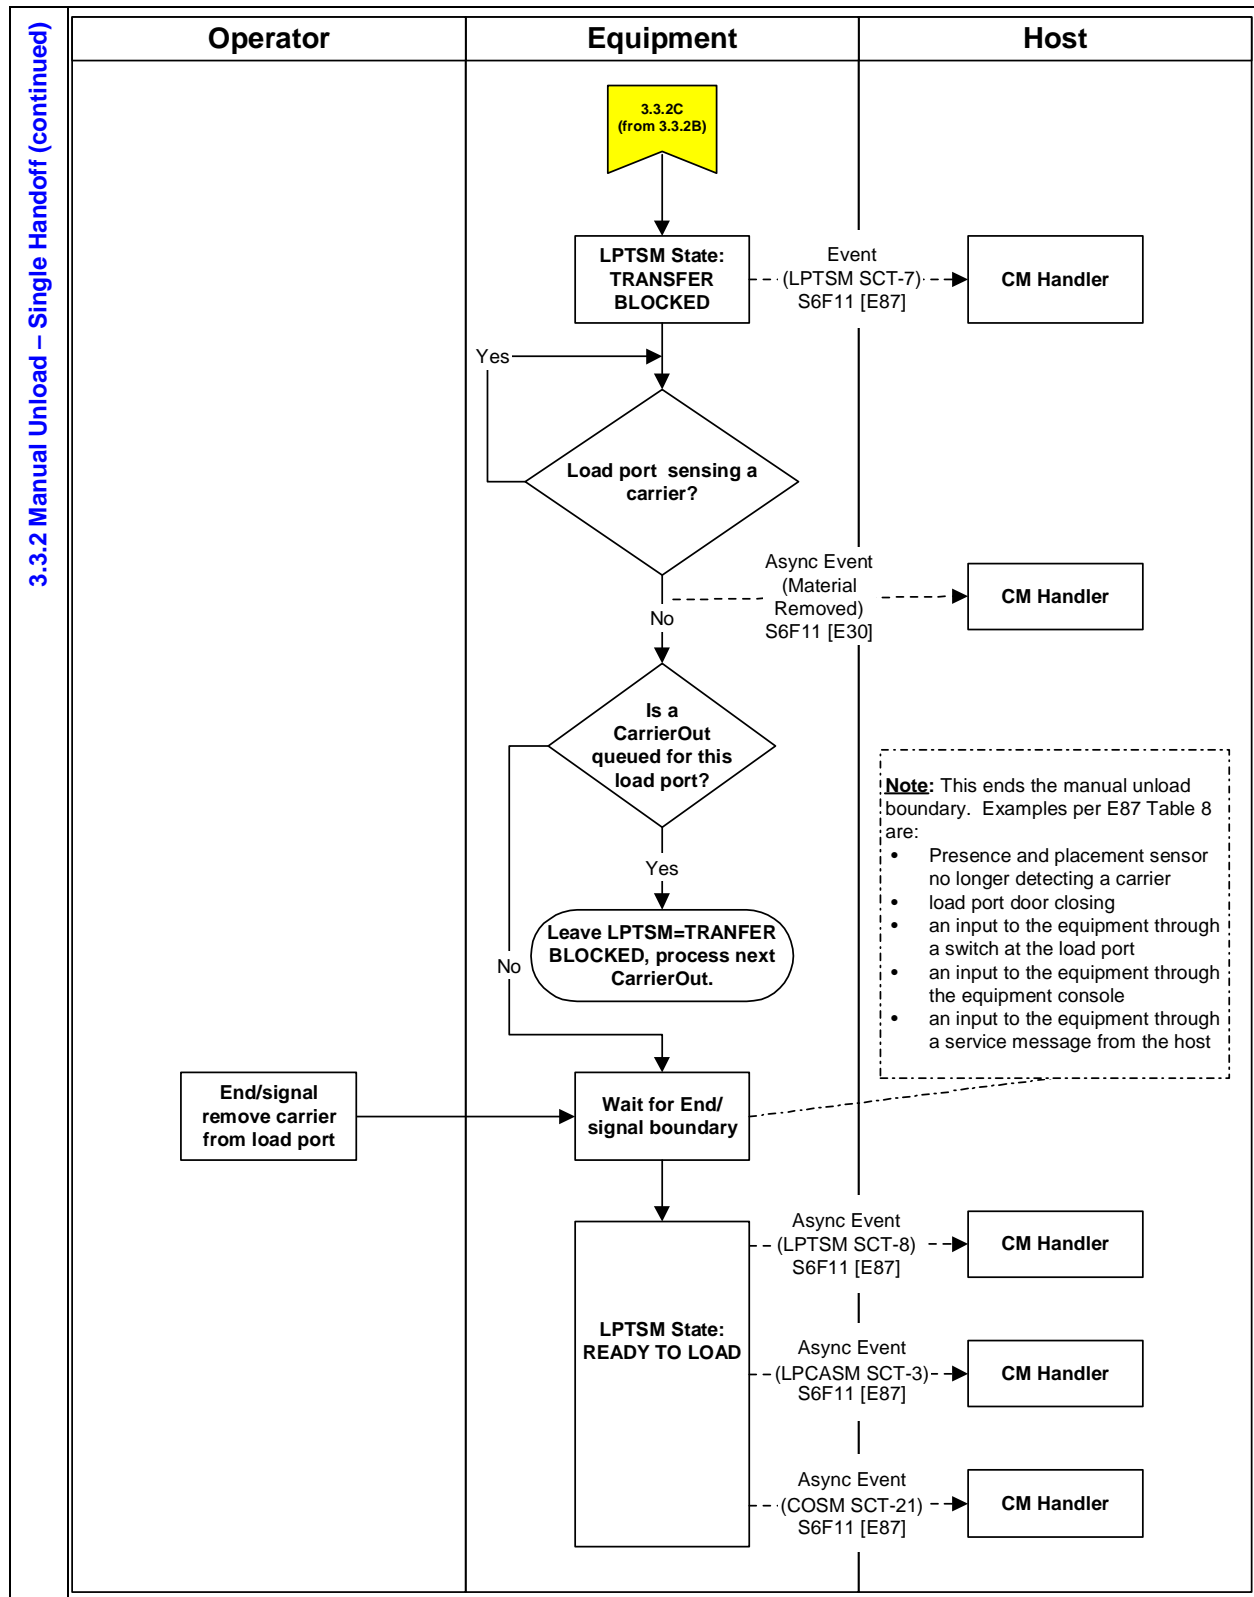 3.3.2 Manual Unload – Single Handoff (continued)
Operator
Equipment
Host
3.3.2C
(from 3.3.2B)
LPTSM State:
TRANSFER
BLOCKED
Event
(LPTSM SCT-7)
S6F11 [E87]
CM Handler
Yes
Load port sensing a
carrier?
Async Event
(Material
Removed)
S6F11 [E30]
CM Handler
No
Is a
CarrierOut
queued for this
load port?
Yes
No
Leave LPTSM=TRANFER
BLOCKED, process next
CarrierOut.
Note: This ends the manual unload
boundary. Examples per E87 Table 8
are:
• Presence and placement sensor
no longer detecting a carrier
• load port door closing
• an input to the equipment through
a switch at the load port
• an input to the equipment through
the equipment console
• an input to the equipment through
a service message from the host
End/signal
remove carrier
from load port
Wait for End/
signal boundary
LPTSM State:
READY TO LOAD
Async Event
(LPTSM SCT-8)
S6F11 [E87]
CM Handler
Async Event
(LPCASM SCT-3)
S6F11 [E87]
CM Handler
Async Event
(COSM SCT-21)
S6F11 [E87]
CM Handler